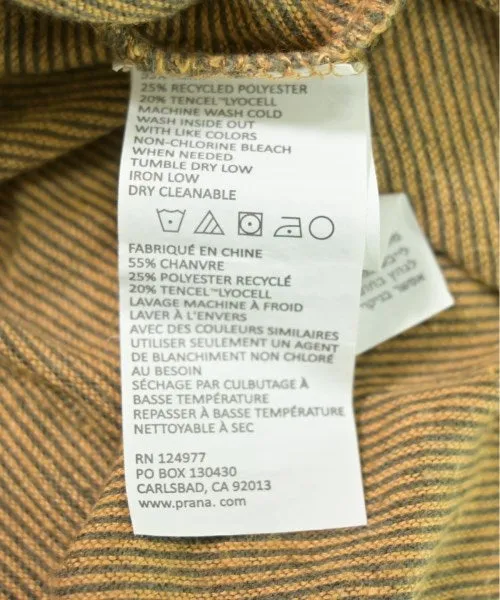 25% RECYCLED POLYESTER
20% TENCEL™LYOCELL
MACHINE WASH COLD
WASH INSIDE OUT
WITH LIKE COLORS
NON-CHLORINE BLEACH
WHEN NEEDED
TUMBLE DRY LOW
IRON LOW
DRY CLEANABLE
FABRIQUÉ EN CHINE
55% CHANVRE
25% POLYESTER RECYCLÉ
20% TENCEL™LYOCELL
LAVAGE MACHINE À FROID
LAVER À L'ENVERS
AVEC DES COULEURS SIMILAIRES
UTILISER SEULEMENT UN AGENT
DE BLANCHIMENT NON CHLORÉ
AU BESOIN
SÉCHAGE PAR CULBUTAGE À
BASSE TEMPÉRATURE
REPASSER À BASSE TEMPÉRATURE
NETTOYABLE À SEC
RN 124977
PO BOX 130430
CARLSBAD, CA 92013
www.prana. com